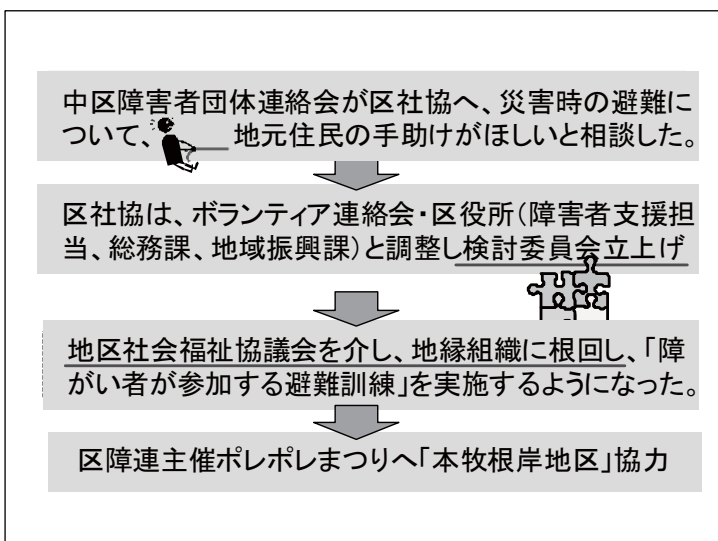 中区障害者団体連絡会が区社協へ、災害時の避難に
ついて、 地元住民の手助けがほしいと相談した。
区社協は、ボランティア連絡会・区役所(障害者支援担
当、総務課、地域振興課)と調整し検討委員会立上げ
地区社会福祉協議会を介し、地縁組織に根回し、「障
がい者が参加する避難訓練」を実施するようになった。
区障連主催ポレポレまつりへ「本牧根岸地区」協力